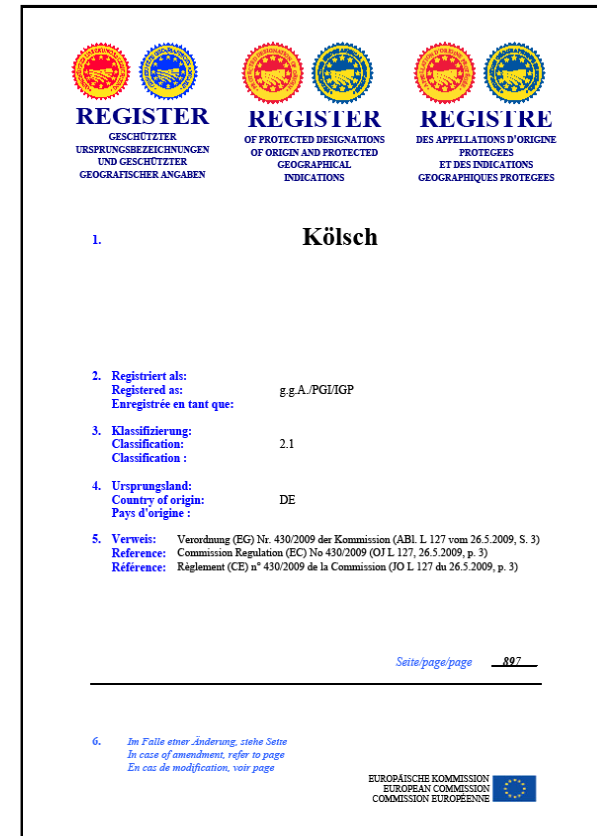 REGISTER
GESCHÜTZTER
URSPRUNGSBEZEICHNUNGEN
UND GESCHÜTZTER
GEOGRAFISCHER ANGABEN
REGISTER
OF PROTECTED DESIGNATIONS
OF ORIGIN AND PROTECTED
GEOGRAPHICAL
INDICATIONS
REGISTRE
DES APPELLATIONS D'ORIGINE
PROTEGEES
ET DES INDICATIONS
GEOGRAPHIQUES PROTEGEES
1. Kölsch
2. Registriert als:
Registered as: g.g.A./PGI/IGP
Enregistrée en tant que:
3. Klassifizierung:
Classification: 2.1
Classification :
4. Ursprungsland:
Country of origin: DE
Pays d'origine :
5. Verweis: Verordnung (EG) Nr. 430/2009 der Kommission (ABl. L 127 vom 26.5.2009, S. 3)
Reference: Commission Regulation (EC) No 430/2009 (OJ L 127, 26.5.2009, p. 3)
Référence: Règlement (CE) n° 430/2009 de la Commission (JO L 127 du 26.5.2009, p. 3)
Seite/page/page 897
6. Im Falle einer Änderung, siehe Seite
In case of amendment, refer to page
En cas de modification, voir page
EUROPÄISCHE KOMMISSION
EUROPEAN COMMISSION
COMMISSION EUROPÉENNE